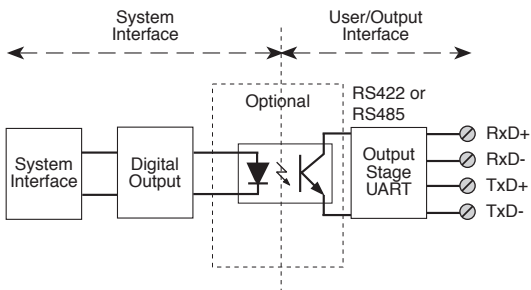 System
Interface
User/Output
Interface
Optional
RS422 or
RS485
System
Interface
Digital
Output
Output
Stage
UART
RxD+
RxD-
TxD+
TxD-